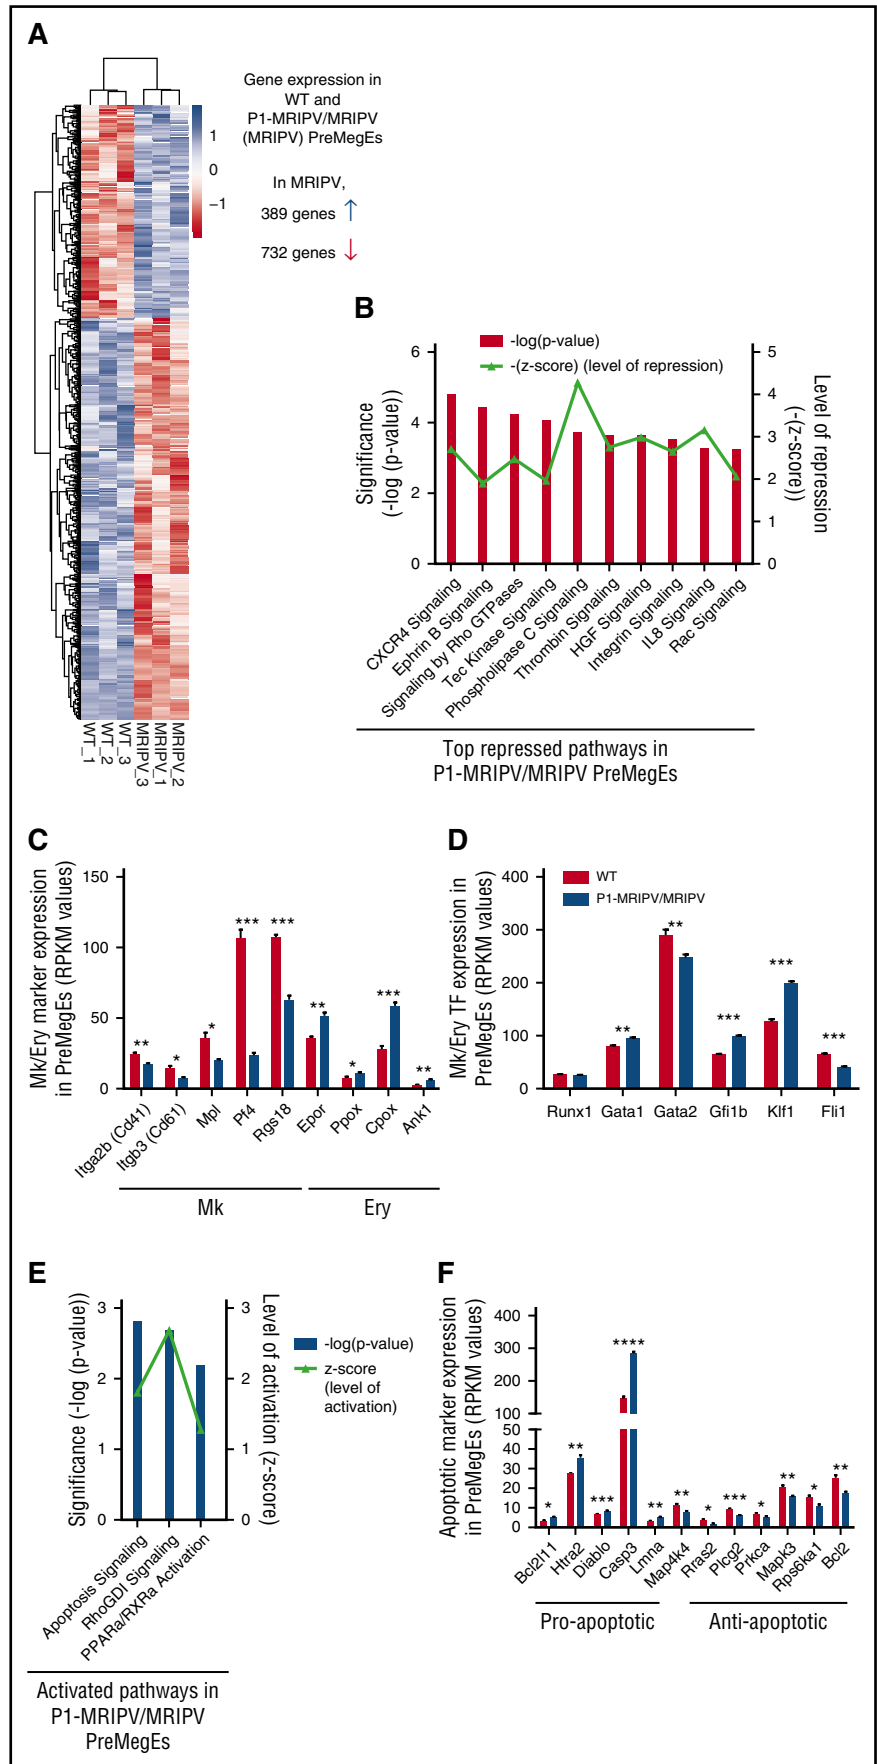 A
Gene expression in
WT and
P1-MRIPV/MRIPV
(MRIPV) PreMegEs
In MRIPV,
389 genes ↑
732 genes ↓
1
0
−1
WT_1
WT_2
WT_3
MRIPV_3
MRIPV_1
MRIPV_2
B
-log(p-value)
-(z-score) (level of repression)
Significance
(-log (p-value))
6
4
2
0
Level of repression
(-(z-score))
5
4
3
2
1
0
CXCR4 Signaling
Ephrin B Signaling
Signaling by Rho GTPases
Tec Kinase Signaling
Phospholipase C Signaling
Thrombin Signaling
HGF Signaling
Integrin Signaling
IL8 Signaling
Rac Signaling
Top repressed pathways in
P1-MRIPV/MRIPV PreMegEs
C
Mk/Ery marker expression
in PreMegEs (RPKM values)
150
100
50
0
**
*
*
***
***
**
*
***
**
Itga2b (Cd41)
Itgb3 (Cd61)
Mpl
Pf4
Rgs18
Epor
Ppox
Cpox
Ank1
Mk
Ery
D
WT
P1-MRIPV/MRIPV
Mk/Ery TF expression in
PreMegEs (RPKM values)
400
300
200
100
0
**
**
***
***
***
Runx1
Gata1
Gata2
Gfi1b
Klf1
Fli1
E
Significance (-log (p-value))
3
2
1
0
Level of activation (z-score)
3
2
1
0
-log(p-value)
z-score
(level of
activation)
Apoptosis Signaling
RhoGDI Signaling
PPARa/RXRa Activation
Activated pathways in
P1-MRIPV/MRIPV
PreMegEs
F
Apoptotic marker expression
in PreMegEs (RPKM values)
400
300
200
100
50
40
30
20
10
0
*
**
***
****
**
**
*
***
*
**
*
**
Bcl2l11
Htra2
Diablo
Casp3
Lmna
Map4k4
Rras2
Plcg2
Prkca
Mapk3
Rps6ka1
Bcl2
Pro-apoptotic
Anti-apoptotic